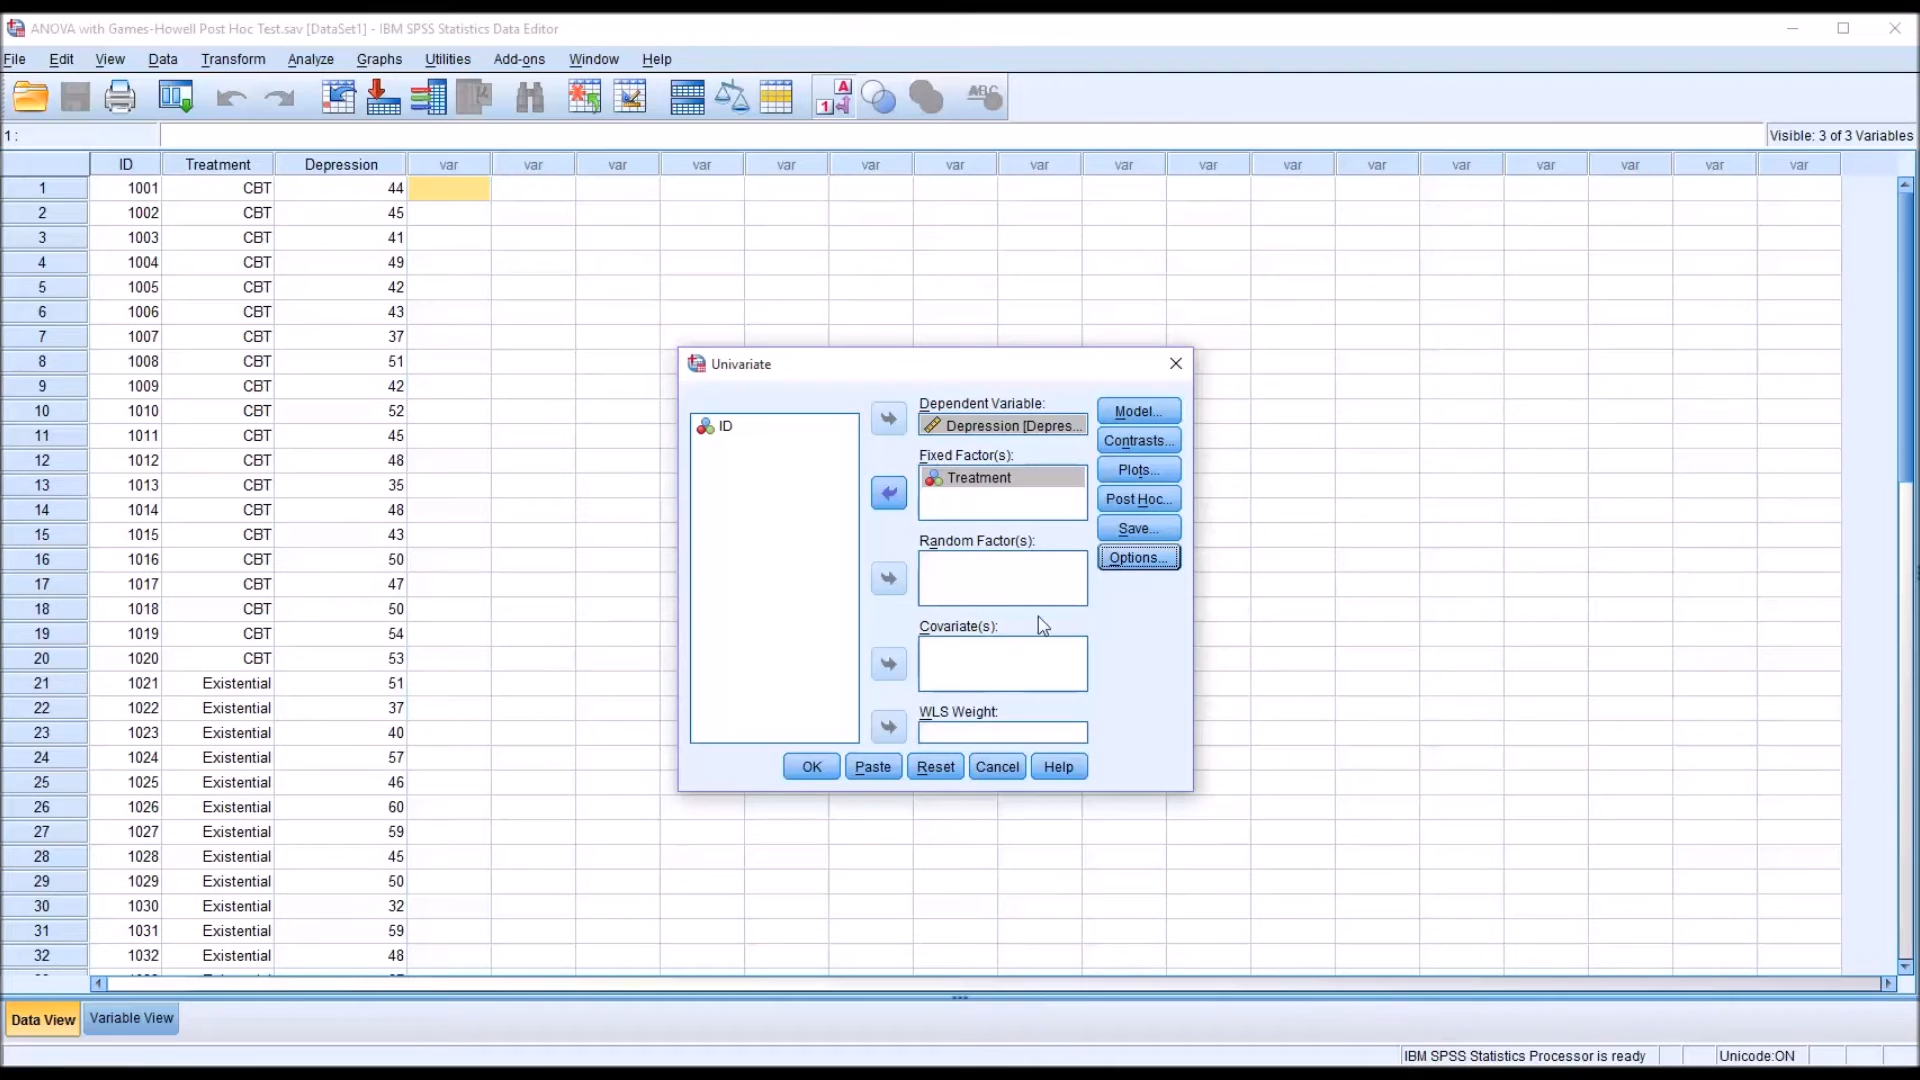 ANOVA with Games-Howell Post Hoc Test.sav [DataSet1] - IBM SPSS Statistics Data Editor
File Edit View Data Transform Analyze Graphs Utilities Add-ons Window Help
1 A ABC
1 : Visible: 3 of 3 Variables
ID Treatment Depression var var var var var var var var var var var var var var var var var
1 1001 CBT 44
2 1002 CBT 45
3 1003 CBT 41
4 1004 CBT 49
5 1005 CBT 42
6 1006 CBT 43
7 1007 CBT 37
8 1008 CBT 51
9 1009 CBT 42
10 1010 CBT 52
11 1011 CBT 45
12 1012 CBT 48
13 1013 CBT 35
14 1014 CBT 48
15 1015 CBT 43
16 1016 CBT 50
17 1017 CBT 47
18 1018 CBT 50
19 1019 CBT 54
20 1020 CBT 53
21 1021 Existential 51
22 1022 Existential 37
23 1023 Existential 40
24 1024 Existential 57
25 1025 Existential 46
26 1026 Existential 60
27 1027 Existential 59
28 1028 Existential 45
29 1029 Existential 50
30 1030 Existential 32
31 1031 Existential 59
32 1032 Existential 48
Univariate
ID
Dependent Variable:
Depression [Depres...
Fixed Factor(s):
Treatment
Random Factor(s):
Covariate(s):
WLS Weight:
Model...
Contrasts...
Plots...
Post Hoc...
Save...
Options...
OK Paste Reset Cancel Help
Data View Variable View
IBM SPSS Statistics Processor is ready Unicode:ON